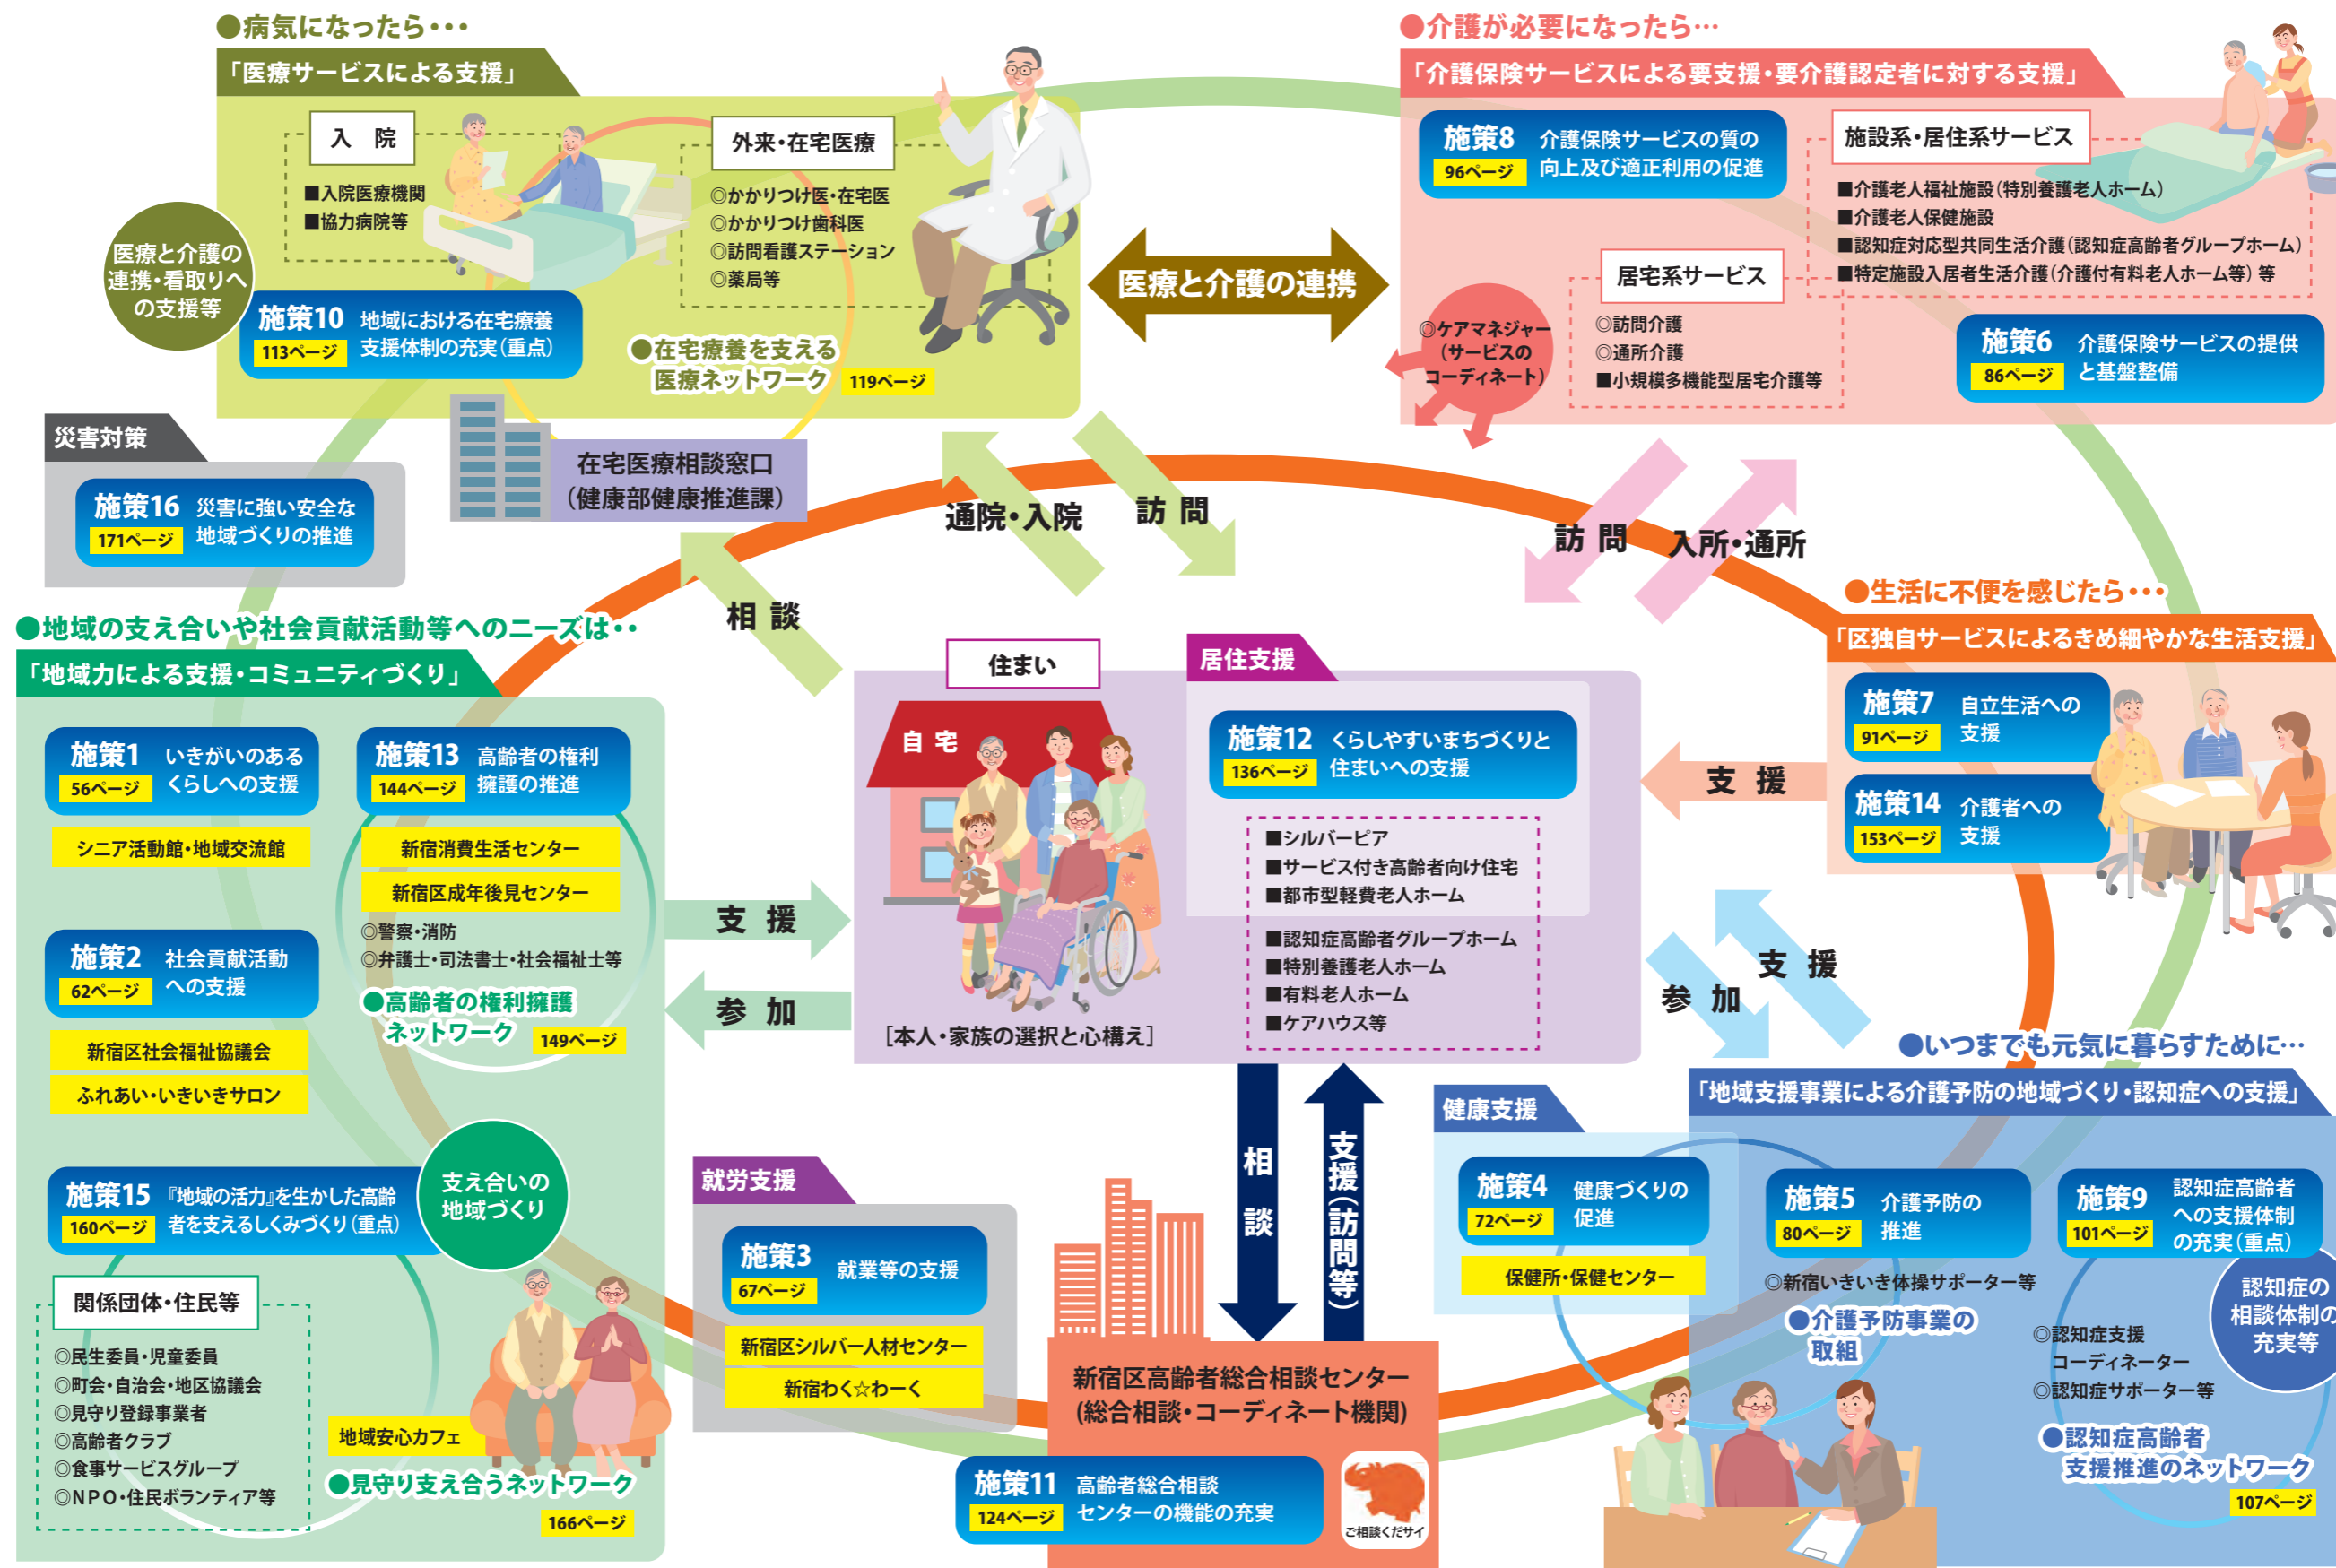 ●病気になったら･･･
「医療サービスによる支援」
入　院
■入院医療機関
■協力病院等
外来・在宅医療
◎かかりつけ医・在宅医
◎かかりつけ歯科医
◎訪問看護ステーション
◎薬局等
医療と介護の
連携・看取りへ
の支援等
施策10 地域における在宅療養
113ページ 支援体制の充実（重点）
●在宅療養を支える
医療ネットワーク 119ページ
在宅医療相談窓口
（健康部健康推進課）
医療と介護の連携
●介護が必要になったら…
「介護保険サービスによる要支援・要介護認定者に対する支援」
施策8 介護保険サービスの質の
96ページ 向上及び適正利用の促進
施設系・居住系サービス
■介護老人福祉施設（特別養護老人ホーム）
■介護老人保健施設
■認知症対応型共同生活介護（認知症高齢者グループホーム）
■特定施設入居者生活介護（介護付有料老人ホーム等）等
居宅系サービス
◎訪問介護
◎通所介護
■小規模多機能型居宅介護等
◎ケアマネジャー
（サービスの
コーディネート）
施策6 介護保険サービスの提供
86ページ と基盤整備
災害対策
施策16 災害に強い安全な
171ページ 地域づくりの推進
相 談
通院・入院
訪 問
訪 問
入所・通所
●地域の支え合いや社会貢献活動等へのニーズは･･
「地域力による支援・コミュニティづくり」
施策1 いきがいのある
56ページ くらしへの支援
シニア活動館・地域交流館
施策13 高齢者の権利
144ページ 擁護の推進
新宿消費生活センター
新宿区成年後見センター
◎警察・消防
◎弁護士・司法書士・社会福祉士等
●高齢者の権利擁護
ネットワーク 149ページ
施策2 社会貢献活動
62ページ への支援
新宿区社会福祉協議会
ふれあい・いきいきサロン
施策15 『地域の活力』を生かした高齢
160ページ 者を支えるしくみづくり（重点）
支え合いの
地域づくり
関係団体・住民等
◎民生委員・児童委員
◎町会・自治会・地区協議会
◎見守り登録事業者
◎高齢者クラブ
◎食事サービスグループ
◎NPO・住民ボランティア等
地域安心カフェ
●見守り支え合うネットワーク
166ページ
支 援
参 加
住まい
自 宅
［本人・家族の選択と心構え］
居住支援
施策12 くらしやすいまちづくりと
136ページ 住まいへの支援
■シルバーピア
■サービス付き高齢者向け住宅
■都市型軽費老人ホーム
■認知症高齢者グループホーム
■特別養護老人ホーム
■有料老人ホーム
■ケアハウス等
●生活に不便を感じたら･･･
「区独自サービスによるきめ細やかな生活支援」
施策7 自立生活への
91ページ 支援
施策14 介護者への
153ページ 支援
支 援
支 援
参 加
相 談
支援（訪問等）
就労支援
施策3 就業等の支援
67ページ
新宿区シルバー人材センター
新宿わく☆わーく
新宿区高齢者総合相談センター
(総合相談・コーディネート機関)
施策11 高齢者総合相談
124ページ センターの機能の充実
ご相談くだサイ
●いつまでも元気に暮らすために…
「地域支援事業による介護予防の地域づくり・認知症への支援」
健康支援
施策4 健康づくりの
72ページ 促進
保健所・保健センター
施策5 介護予防の
80ページ 推進
◎新宿いきいき体操サポーター等
●介護予防事業の
取組
施策9 認知症高齢者
への支援体制
101ページ の充実（重点）
認知症の
相談体制の
充実等
◎認知症支援
コーディネーター
◎認知症サポーター等
●認知症高齢者
支援推進のネットワーク
107ページ